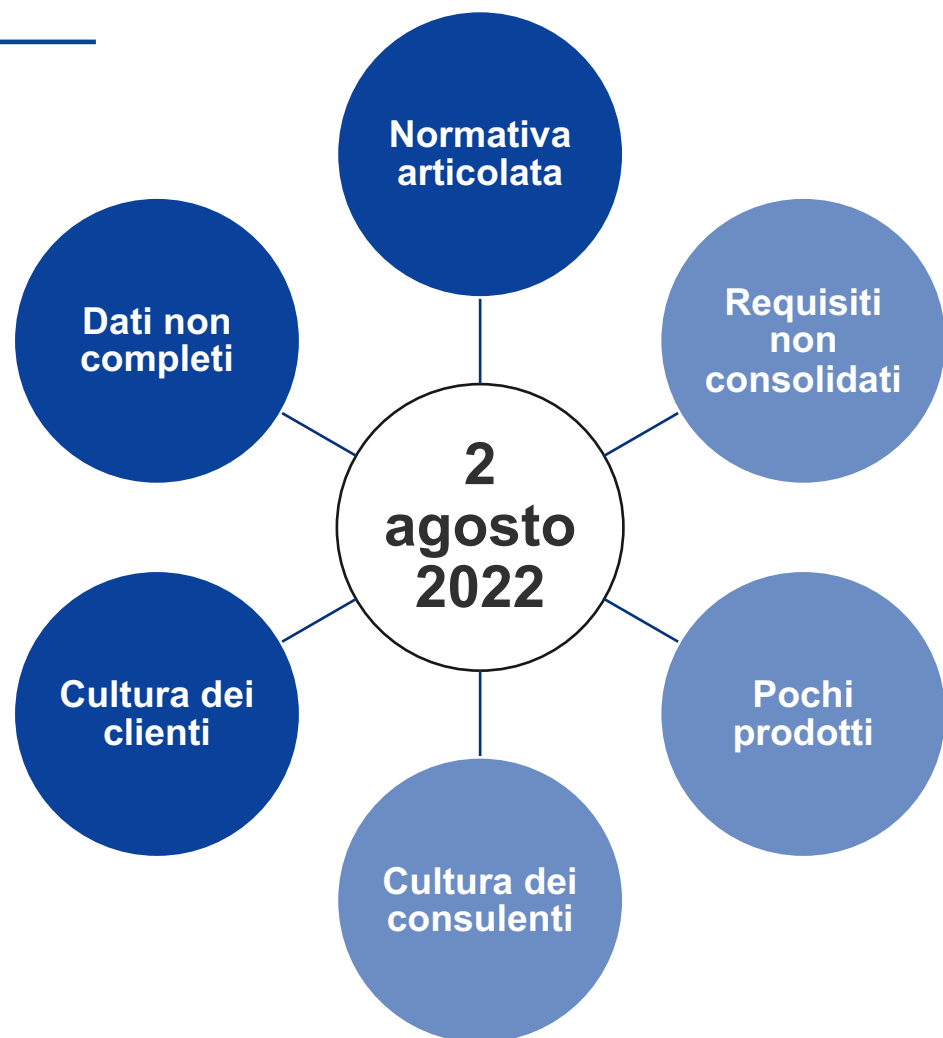 Normativa
articolata
Dati non
completi
Requisiti
non
consolidati
2
agosto
2022
Cultura dei
clienti
Pochi
prodotti
Cultura dei
consulenti